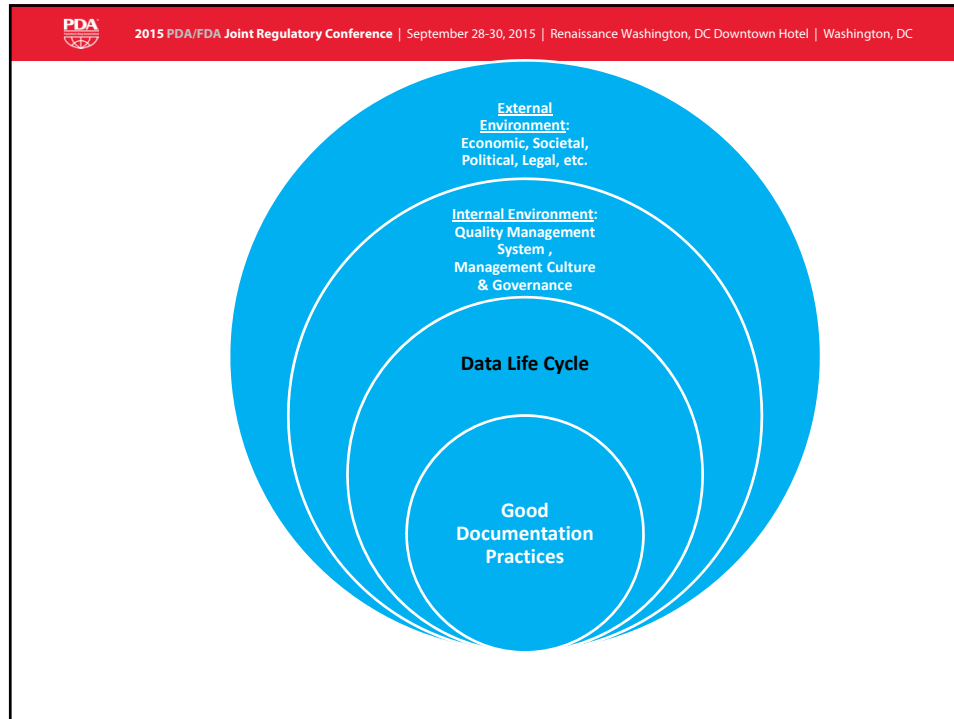 PDA
2015 PDA/FDA Joint Regulatory Conference | September 28-30, 2015 | Renaissance Washington, DC Downtown Hotel | Washington, DC
External
Environment:
Economic, Societal,
Political, Legal, etc.
Internal Environment:
Quality Management
System ,
Management Culture
& Governance
Data Life Cycle
Good
Documentation
Practices